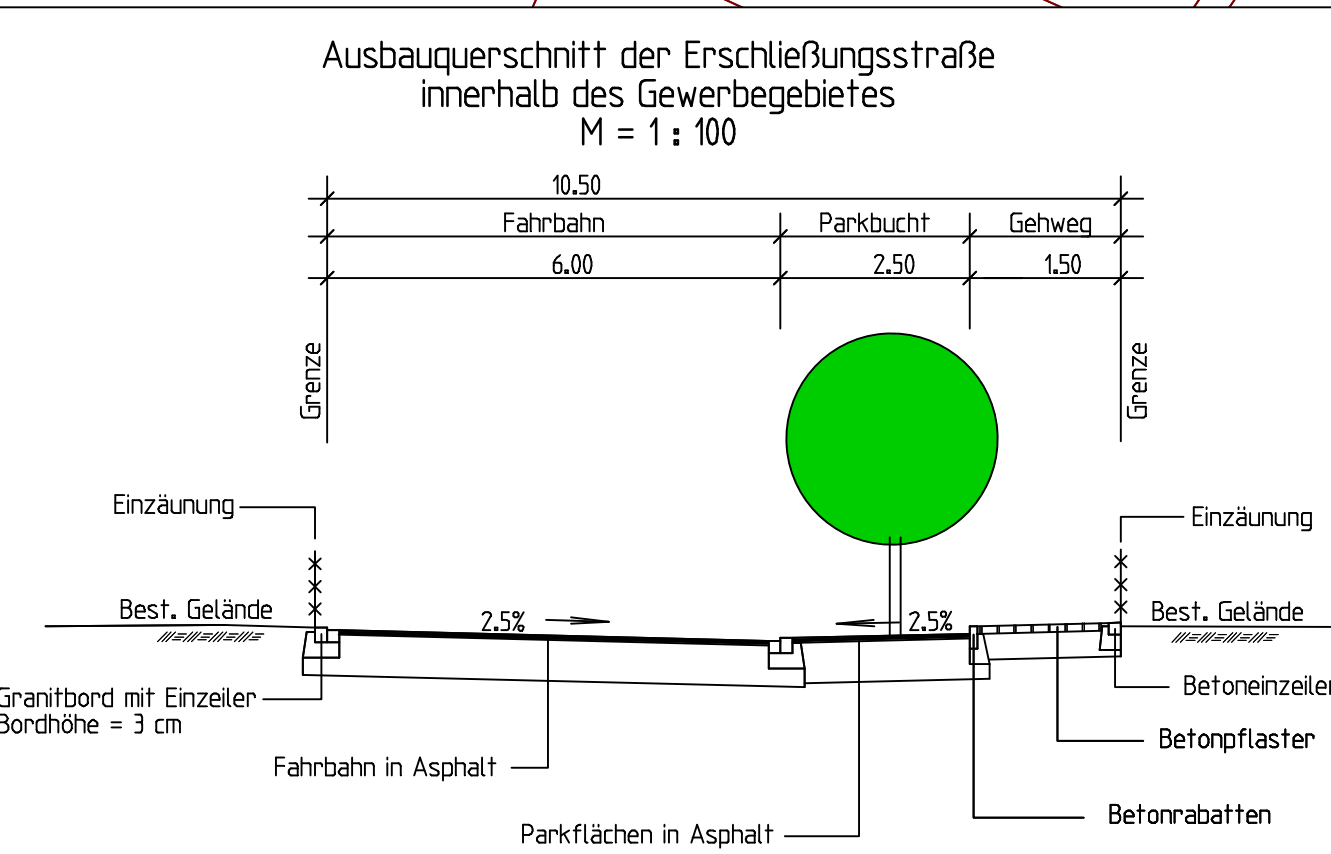 Ausbauquerschnitt der Erschließungsstraße
innerhalb des Gewerbegebietes
M = 1 : 100
10.50
Fahrbahn Parkbucht Gehweg
6.00 2.50 1.50
Grenze Grenze
Einzäunung Einzäunung
Best. Gelände 2.5% 2.5% Best. Gelände
Granitbord mit Einzeiler Betoneinzeiler
Bordhöhe = 3 cm
Betonpflaster
Fahrbahn in Asphalt
Betonrabatten
Parkflächen in Asphalt